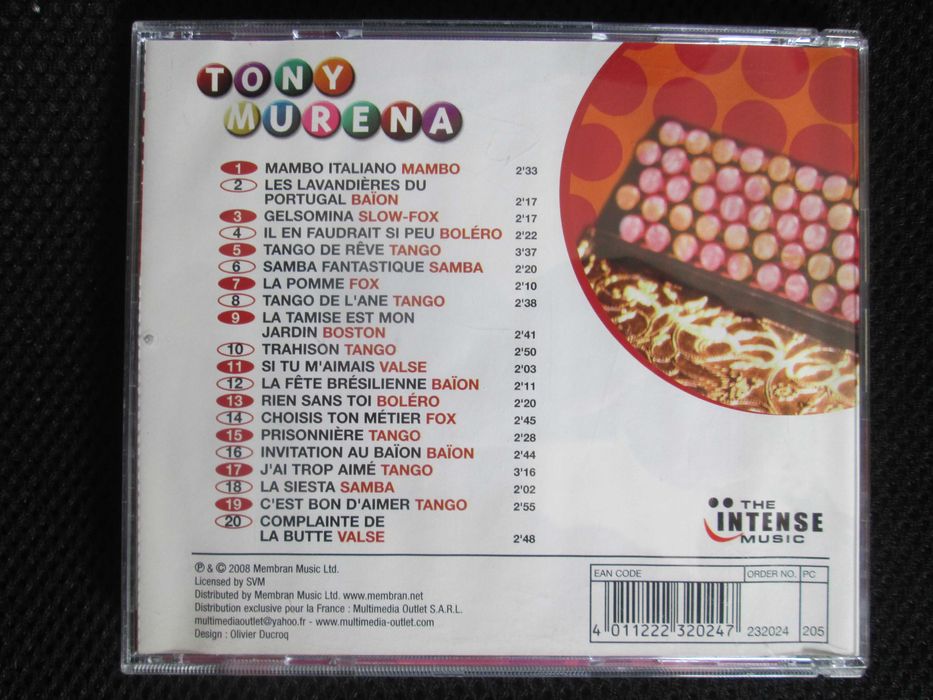 TONY
MURENA
1 MAMBO ITALIANO MAMBO 2'33
2 LES LAVANDIÈRES DU
PORTUGAL BAÏON 2'17
3 GELSOMINA SLOW-FOX 2'17
4 IL EN FAUDRAIT SI PEU BOLÉRO 2'22
5 TANGO DE RÊVE TANGO 3'37
6 SAMBA FANTASTIQUE SAMBA 2'20
7 LA POMME FOX 2'10
8 TANGO DE L'ANE TANGO 2'38
9 LA TAMISE EST MON
JARDIN BOSTON 2'41
10 TRAHISON TANGO 2'50
11 SI TU M'AIMAIS VALSE 2'03
12 LA FÊTE BRÉSILIENNE BAÏON 2'11
13 RIEN SANS TOI BOLÉRO 2'20
14 CHOISIS TON MÉTIER FOX 2'45
15 PRISONNIÈRE TANGO 2'28
16 INVITATION AU BAÏON BAÏON 2'44
17 J'AI TROP AIMÉ TANGO 3'16
18 LA SIESTA SAMBA 2'02
19 C'EST BON D'AIMER TANGO 2'55
20 COMPLAINTE DE
LA BUTTE VALSE 2'48
THE
INTENSE
MUSIC
℗ & © 2008 Membran Music Ltd.
Licensed by SVM
Distributed by Membran Music Ltd. www.membran.net
Distribution exclusive pour la France : Multimedia Outlet S.A.R.L.
multimediaoutlet@yahoo.fr - www.multimedia-outlet.com
Design : Olivier Ducroq
EAN CODE ORDER NO. PC
4 011222 320247 232024 205